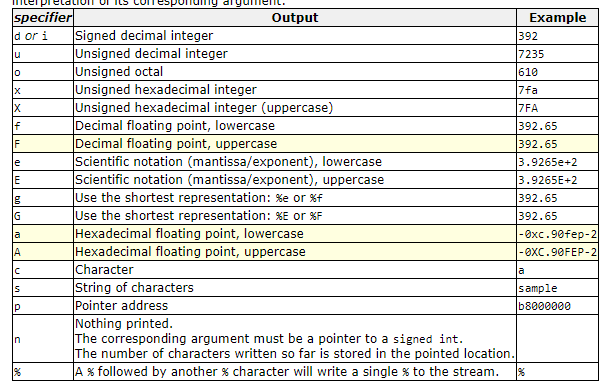 interpretation of its corresponding argument.
specifier Output Example
d or i Signed decimal integer 392
u Unsigned decimal integer 7235
o Unsigned octal 610
x Unsigned hexadecimal integer 7fa
X Unsigned hexadecimal integer (uppercase) 7FA
f Decimal floating point, lowercase 392.65
F Decimal floating point, uppercase 392.65
e Scientific notation (mantissa/exponent), lowercase 3.9265e+2
E Scientific notation (mantissa/exponent), uppercase 3.9265E+2
g Use the shortest representation: %e or %f 392.65
G Use the shortest representation: %E or %F 392.65
a Hexadecimal floating point, lowercase -0xc.90fep-2
A Hexadecimal floating point, uppercase -0XC.90FEP-2
c Character a
s String of characters sample
p Pointer address b8000000
Nothing printed.
n The corresponding argument must be a pointer to a signed int.
The number of characters written so far is stored in the pointed location.
% A % followed by another % character will write a single % to the stream. %